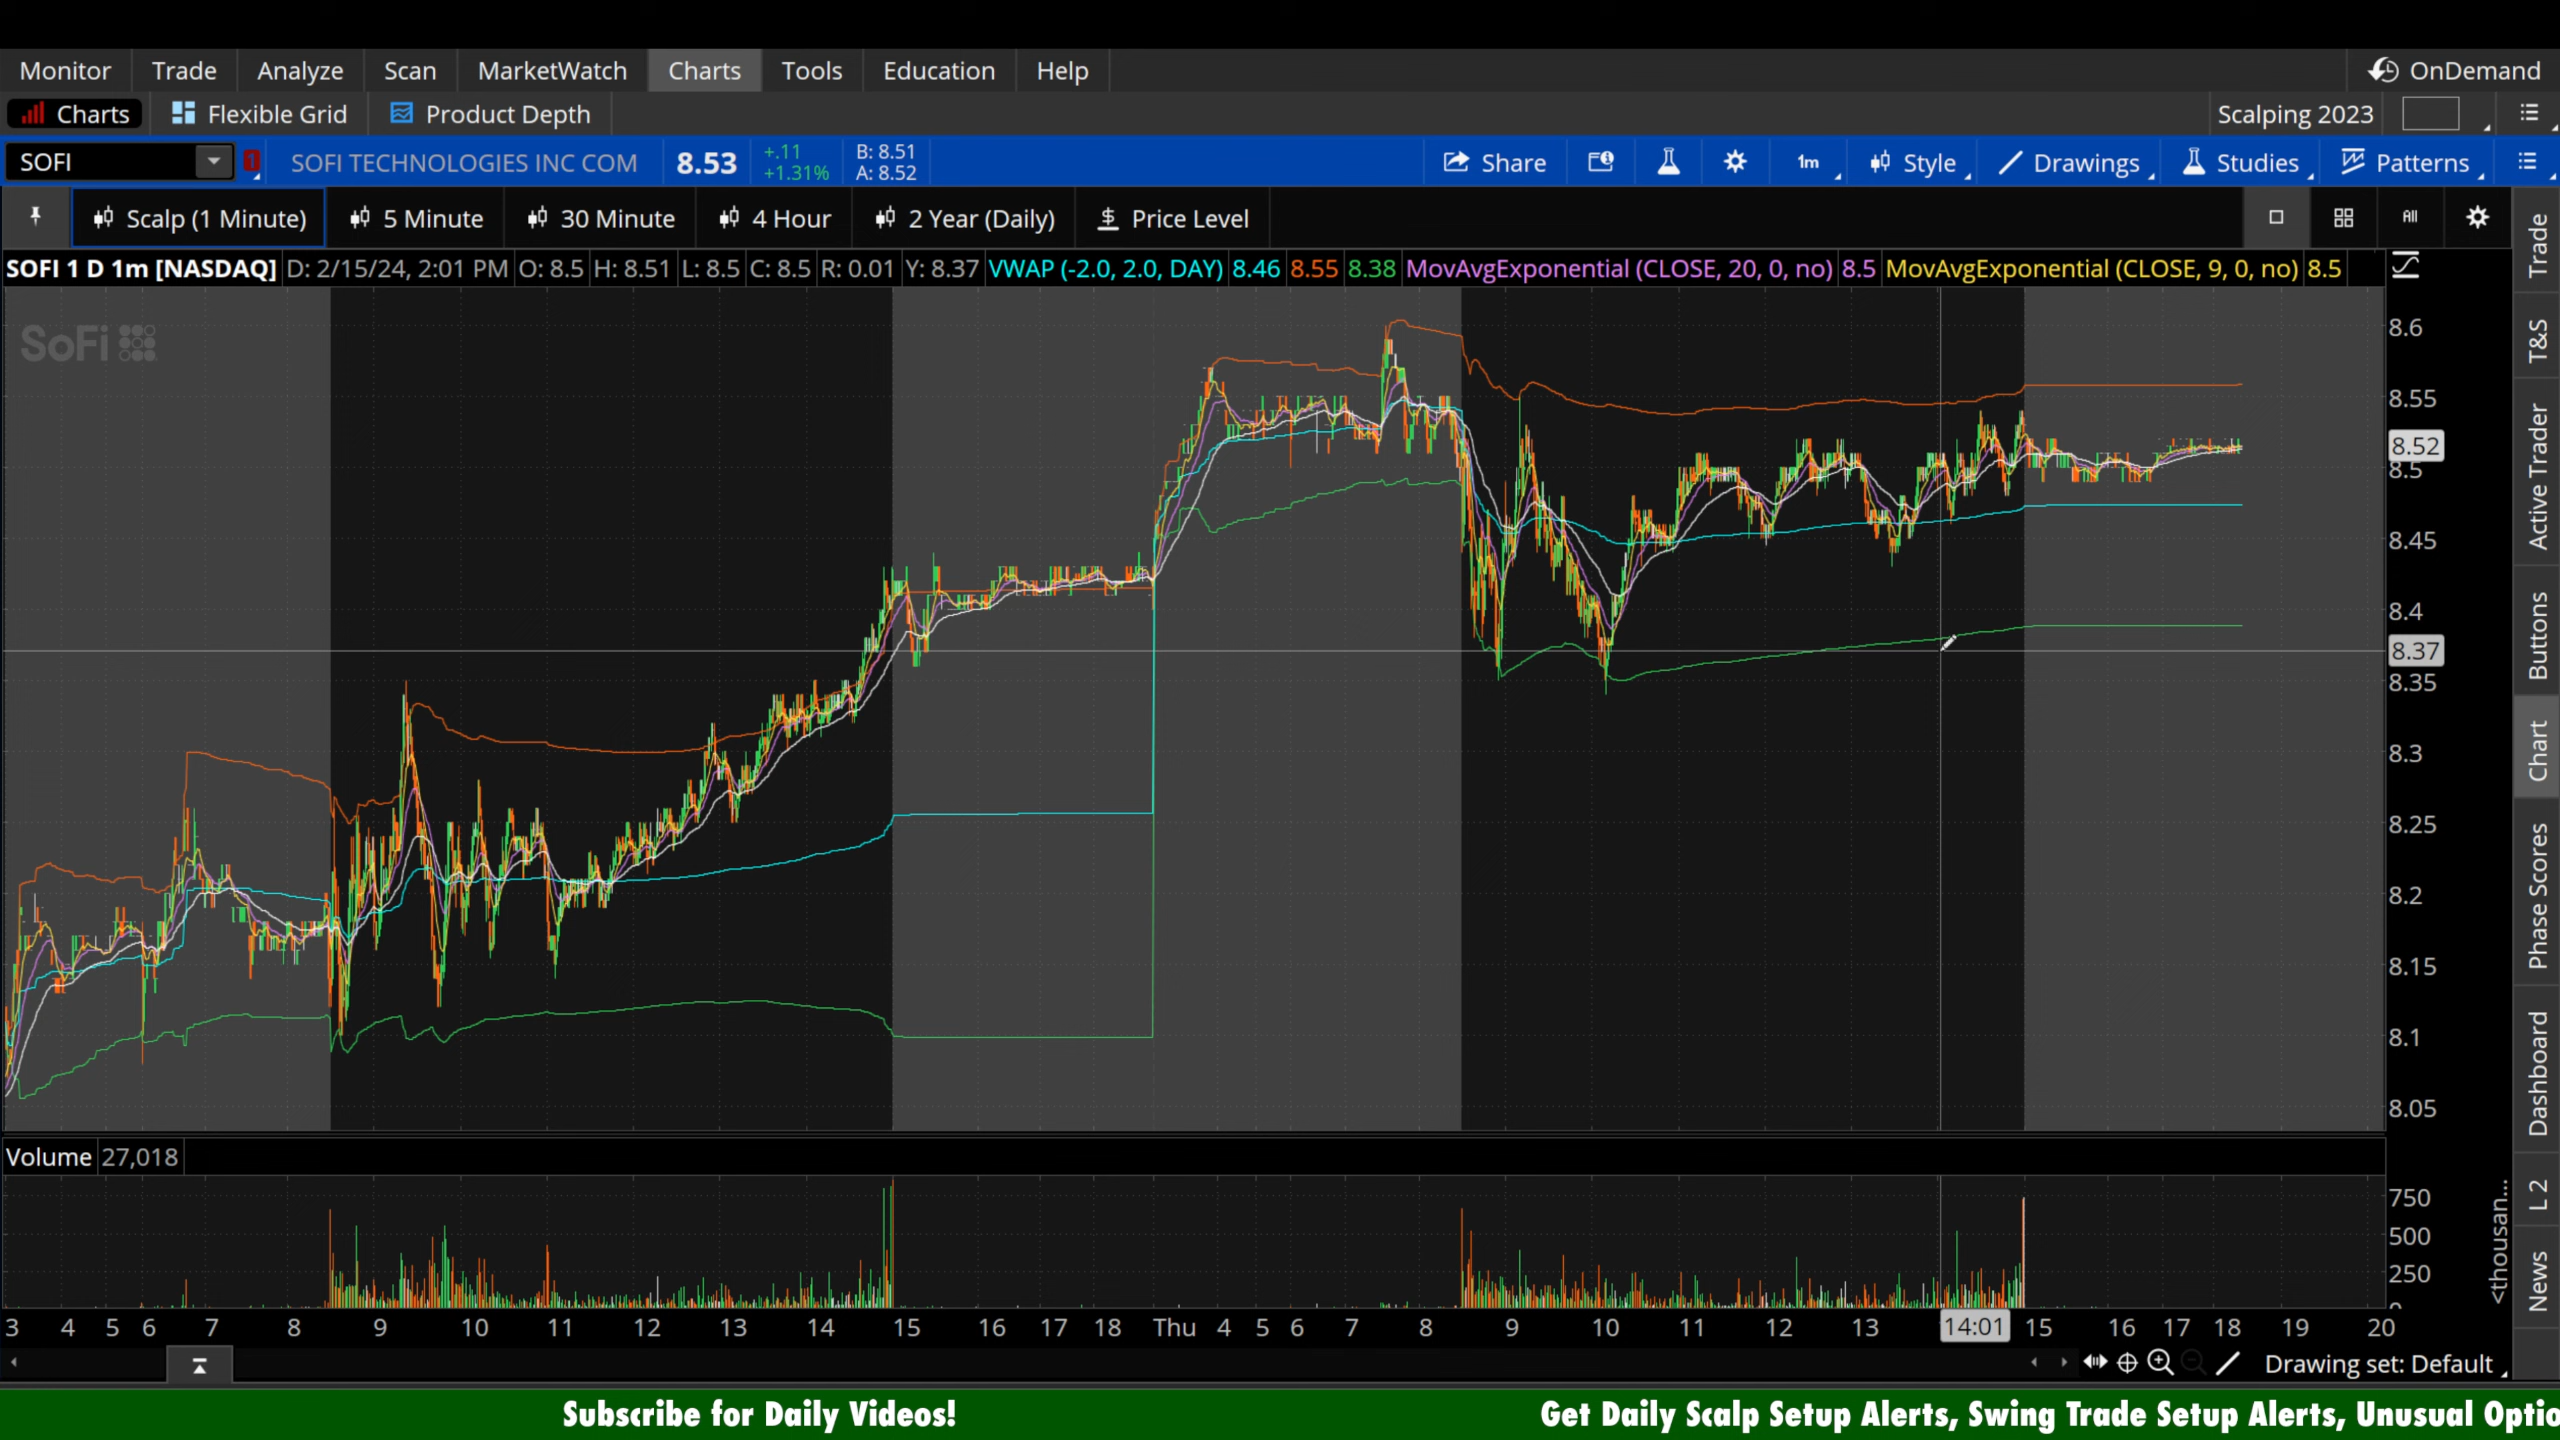 Monitor Trade Analyze Scan MarketWatch Charts Tools Education Help OnDemand
Charts Flexible Grid Product Depth Scalping 2023
SOFI 1 SOFI TECHNOLOGIES INC COM 8.53 +.11 +1.31% B: 8.51 A: 8.52 Share 1m Style Drawings Studies Patterns
Scalp (1 Minute) 5 Minute 30 Minute 4 Hour 2 Year (Daily) Price Level All
SOFI 1 D 1m [NASDAQ] D: 2/15/24, 2:01 PM O: 8.5 H: 8.51 L: 8.5 C: 8.5 R: 0.01 Y: 8.37 VWAP (-2.0, 2.0, DAY) 8.46 8.55 8.38 MovAvgExponential (CLOSE, 20, 0, no) 8.5 MovAvgExponential (CLOSE, 9, 0, no) 8.5
SoFi
8.6
8.55
8.52
8.5
8.45
8.4
8.37
8.35
8.3
8.25
8.2
8.15
8.1
8.05
Volume 27,018
750
500
250
0
<thousan...
3 4 5 6 7 8 9 10 11 12 13 14 15 16 17 18 Thu 4 5 6 7 8 9 10 11 12 13 14:01 15 16 17 18 19 20
Drawing set: Default
Trade
T&S
Active Trader
Buttons
Chart
Phase Scores
Dashboard
L 2
News
Subscribe for Daily Videos! Get Daily Scalp Setup Alerts, Swing Trade Setup Alerts, Unusual Optio